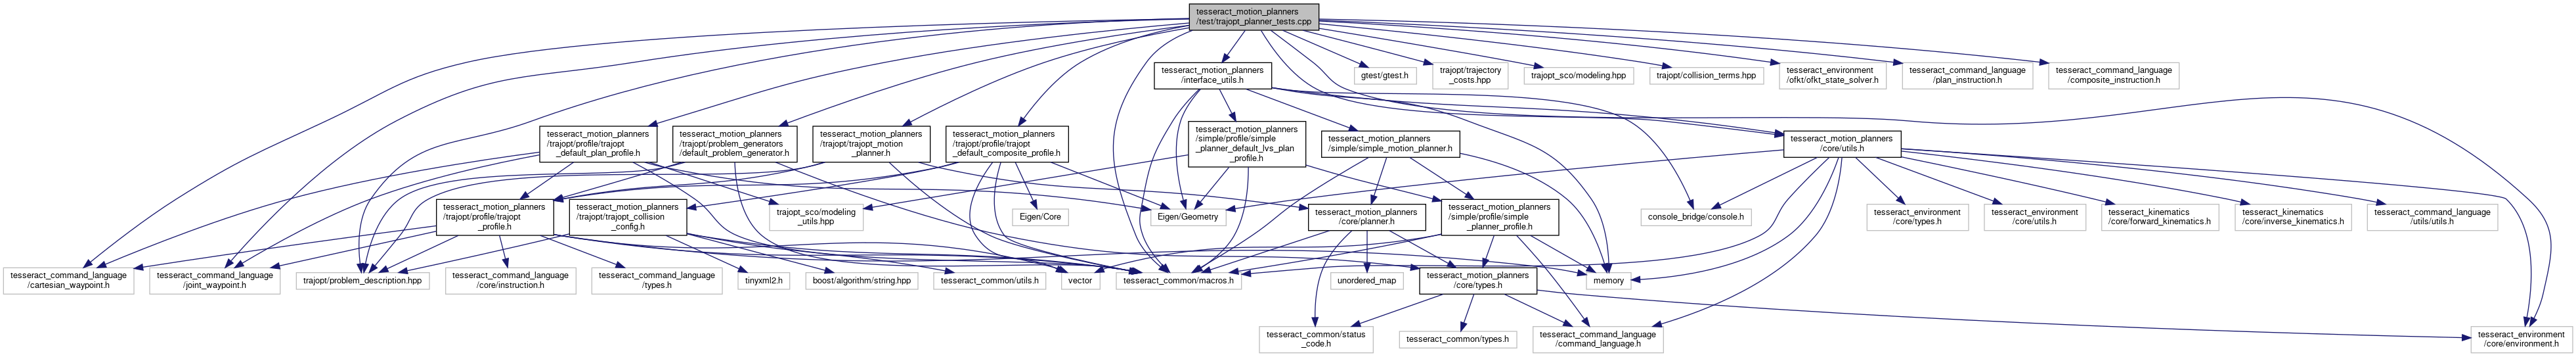 tesseract_motion_planners
/test/trajopt_planner_tests.cpp
tesseract_motion_planners
/interface_utils.h
gtest/gtest.h
trajopt/trajectory
_costs.hpp
trajopt_sco/modeling.hpp
trajopt/collision_terms.hpp
tesseract_environment
/ofkt/ofkt_state_solver.h
tesseract_command_language
/plan_instruction.h
tesseract_command_language
/composite_instruction.h
tesseract_motion_planners
/trajopt/profile/trajopt
_default_plan_profile.h
tesseract_motion_planners
/trajopt/problem_generators
/default_problem_generator.h
tesseract_motion_planners
/trajopt/trajopt_motion
_planner.h
tesseract_motion_planners
/trajopt/profile/trajopt
_default_composite_profile.h
tesseract_motion_planners
/simple/profile/simple
_planner_default_lvs_plan
_profile.h
tesseract_motion_planners
/simple/simple_motion_planner.h
tesseract_motion_planners
/core/utils.h
tesseract_motion_planners
/trajopt/profile/trajopt
_profile.h
tesseract_motion_planners
/trajopt/trajopt_collision
_config.h
trajopt_sco/modeling
_utils.hpp
Eigen/Core
Eigen/Geometry
tesseract_motion_planners
/core/planner.h
tesseract_motion_planners
/simple/profile/simple
_planner_profile.h
console_bridge/console.h
tesseract_environment
/core/types.h
tesseract_environment
/core/utils.h
tesseract_kinematics
/core/forward_kinematics.h
tesseract_kinematics
/core/inverse_kinematics.h
tesseract_command_language
/utils/utils.h
tesseract_command_language
/cartesian_waypoint.h
tesseract_command_language
/joint_waypoint.h
trajopt/problem_description.hpp
tesseract_command_language
/core/instruction.h
tesseract_command_language
/types.h
tinyxml2.h
boost/algorithm/string.hpp
tesseract_common/utils.h
vector
tesseract_common/macros.h
unordered_map
tesseract_motion_planners
/core/types.h
memory
tesseract_common/status
_code.h
tesseract_common/types.h
tesseract_command_language
/command_language.h
tesseract_environment
/core/environment.h